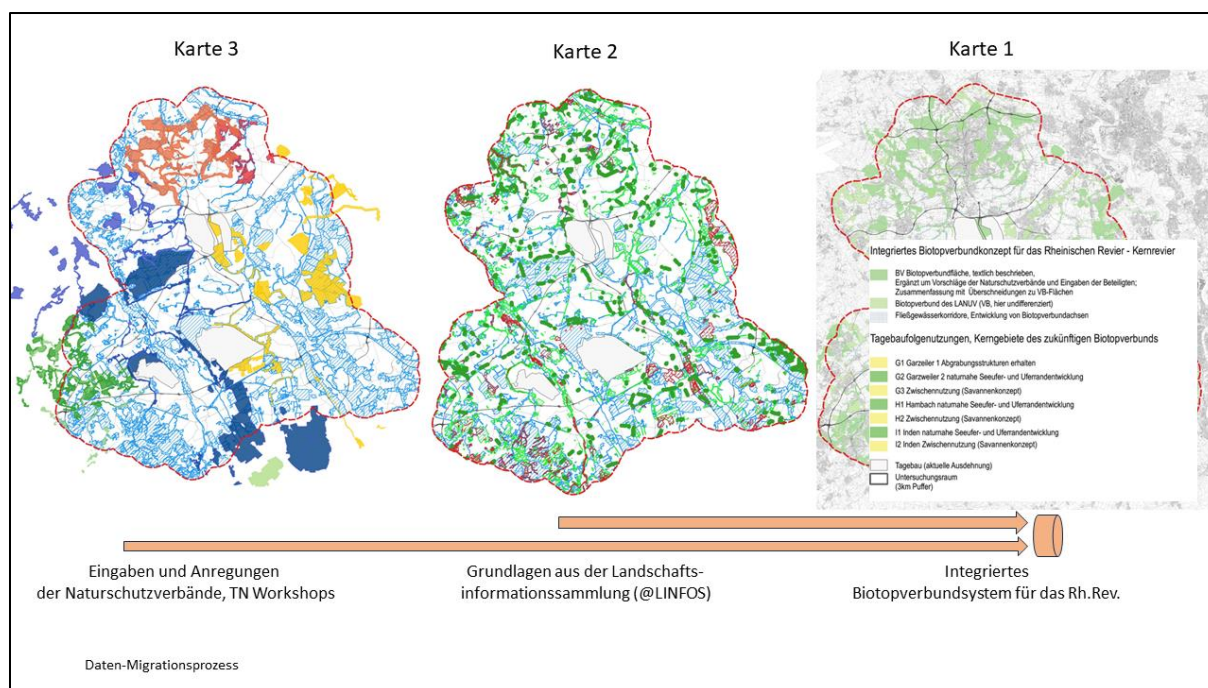 Karte 3
Karte 2
Karte 1
Integriertes Biotopverbundkonzept für das Rheinischen Revier - Kernrevier
BV Biotopverbundfläche, textlich beschrieben,
Ergänzt um Vorschläge der Naturschutzverbände und Eingaben der Beteiligten;
Zusammenfassung mit Überschneidungen zu VB-Flächen
Biotopverbund des LANUV (VB, hier undifferenziert)
Fließgewässerkorridore, Entwicklung von Biotopverbundachsen
Tagebaufolgenutzungen, Kerngebiete des zukünftigen Biotopverbunds
G1 Garzeiler 1 Abgrabungsstrukturen erhalten
G2 Garzweiler 2 naturnahe Seeufer- und Uferrandentwicklung
G3 Zwischennutzung (Savannenkonzept)
H1 Hambach naturnahe Seeufer- und Uferrandentwicklung
H2 Zwischennutzung (Savannenkonzept)
I1 Inden naturnahe Seeufer- und Uferrandentwicklung
I2 Inden Zwischennutzung (Savannenkonzept)
Tagebau (aktuelle Ausdehnung)
Untersuchungsraum
(3km Puffer)
Eingaben und Anregungen
der Naturschutzverbände, TN Workshops
Grundlagen aus der Landschafts-
informationssammlung (@LINFOS)
Integriertes
Biotopverbundsystem für das Rh.Rev.
Daten-Migrationsprozess